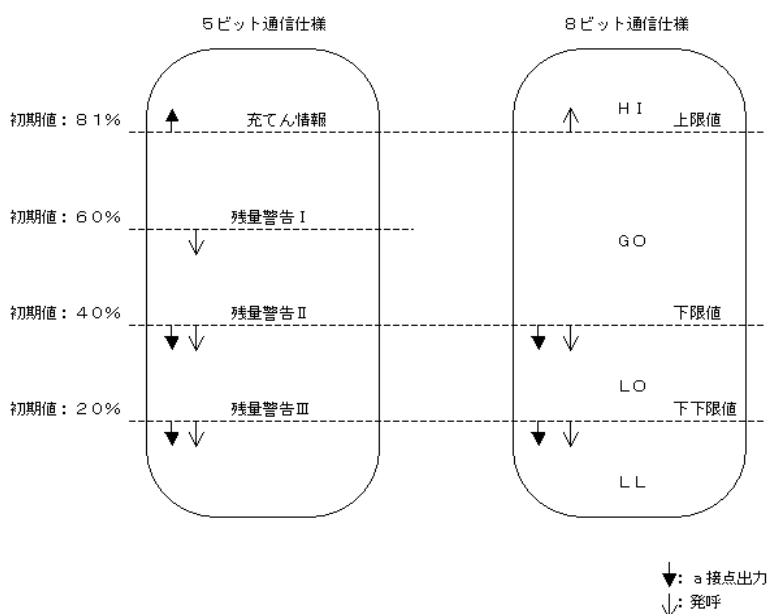 5ビット通信仕様 8ビット通信仕様
HI
初期値:81% 充てん情報 上限値
初期値:60% 残量警告Ⅰ
GO
初期値:40% 残量警告Ⅱ 下限値
LO
初期値:20% 残量警告Ⅲ 下下限値
LL
:a接点出力
:発呼